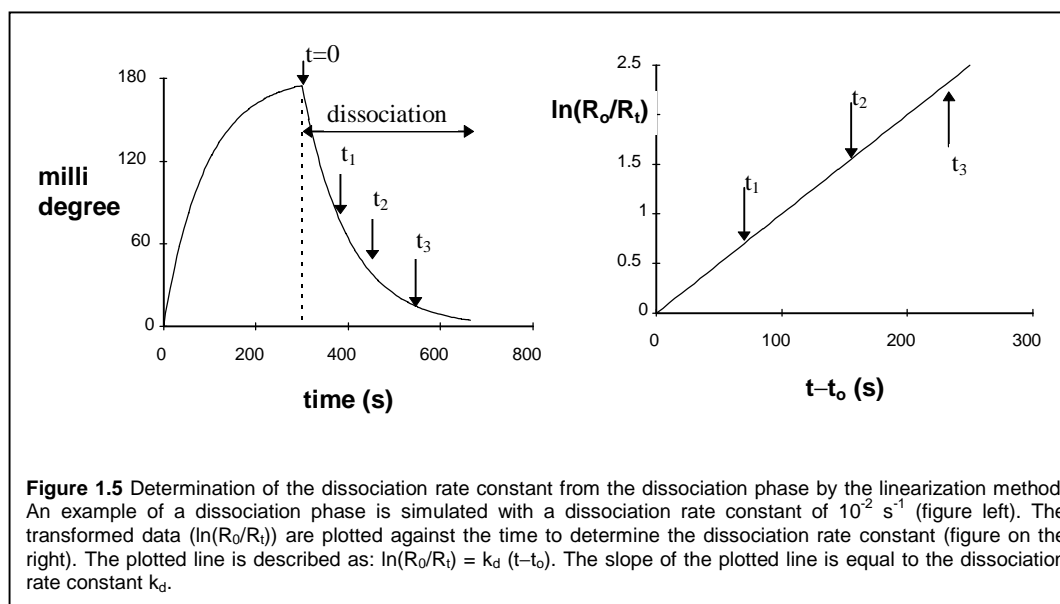 t=0
180
dissociation
t1
milli
degree
120
t2
60
t3
0
0 200 400 600 800
time (s)
2.5
ln(Ro/Rt)
t2
2
1.5
t3
t1
1
0.5
0
0 100 200 300
t–to (s)
Figure 1.5 Determination of the dissociation rate constant from the dissociation phase by the linearization method
An example of a dissociation phase is simulated with a dissociation rate constant of 10-2 s-1 (figure left). The
transformed data (ln(R0/Rt)) are plotted against the time to determine the dissociation rate constant (figure on the
right). The plotted line is described as: ln(R0/Rt) = kd (t–to). The slope of the plotted line is equal to the dissociation
rate constant kd.